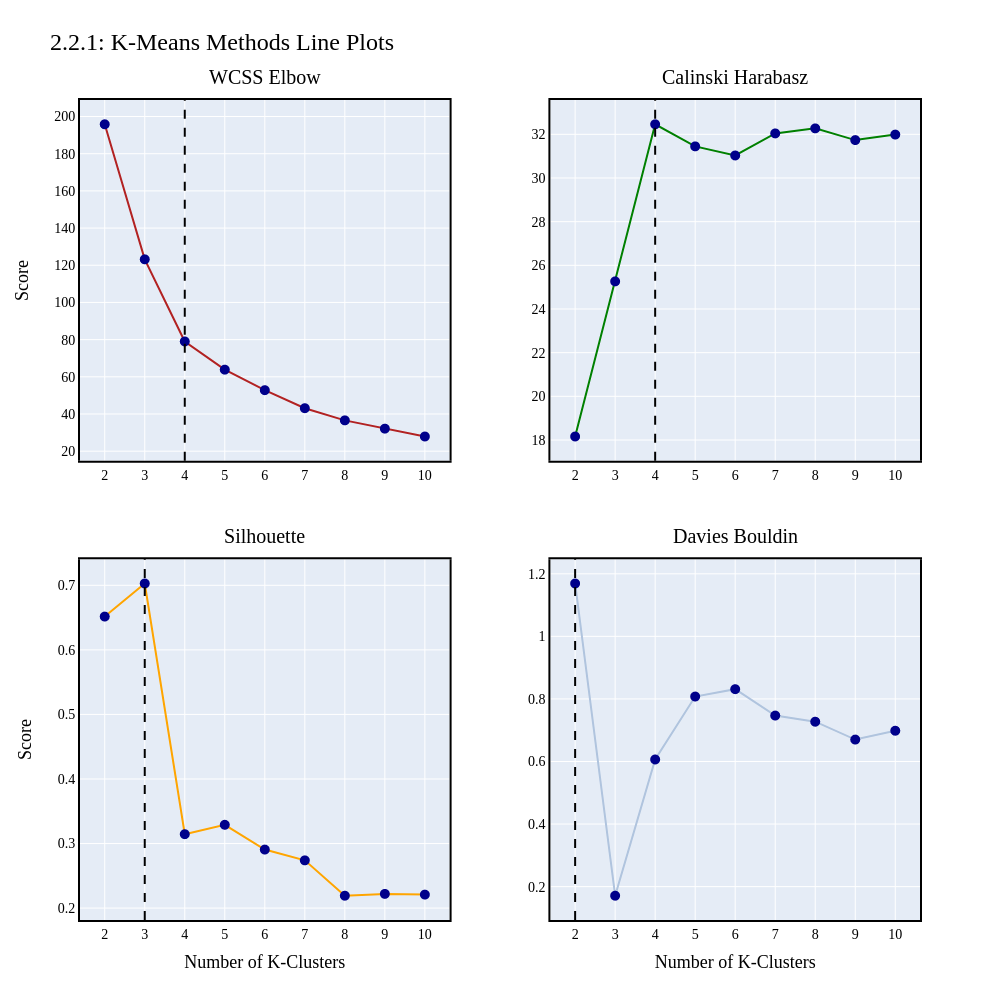 2.2.1: K-Means Methods Line Plots
WCSS Elbow
Calinski Harabasz
200
180
160
140
120
100
80
60
40
20
Score
2 3 4 5 6 7 8 9 10
32
30
28
26
24
22
20
18
2 3 4 5 6 7 8 9 10
Silhouette
Davies Bouldin
0.7
0.6
0.5
0.4
0.3
0.2
Score
2 3 4 5 6 7 8 9 10
Number of K-Clusters
1.2
1
0.8
0.6
0.4
0.2
2 3 4 5 6 7 8 9 10
Number of K-Clusters